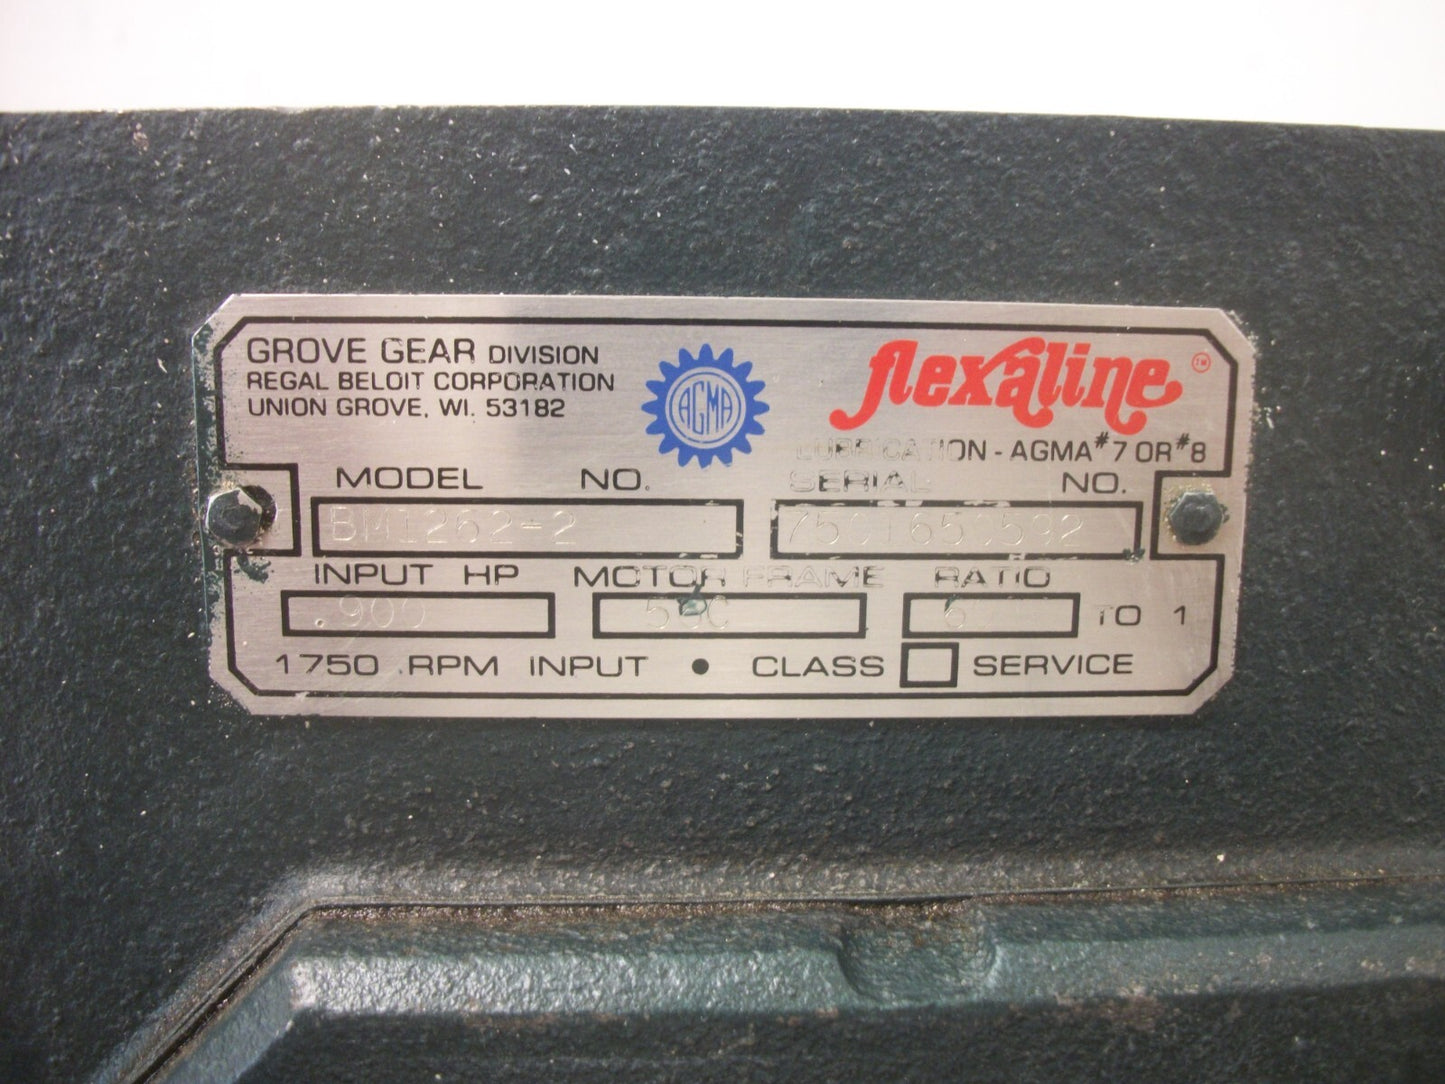 GROVE GEAR DIVISION
REGAL BELOIT CORPORATION
UNION GROVE, WI. 53182
AGMA
flexaline TM
LUBRICATION - AGMA #7 OR #8
MODEL NO.
SERIAL NO.
BM1262-2
INPUT HP
MOTOR FRAME
RATIO
.900
TO 1
1750 RPM INPUT • CLASS SERVICE